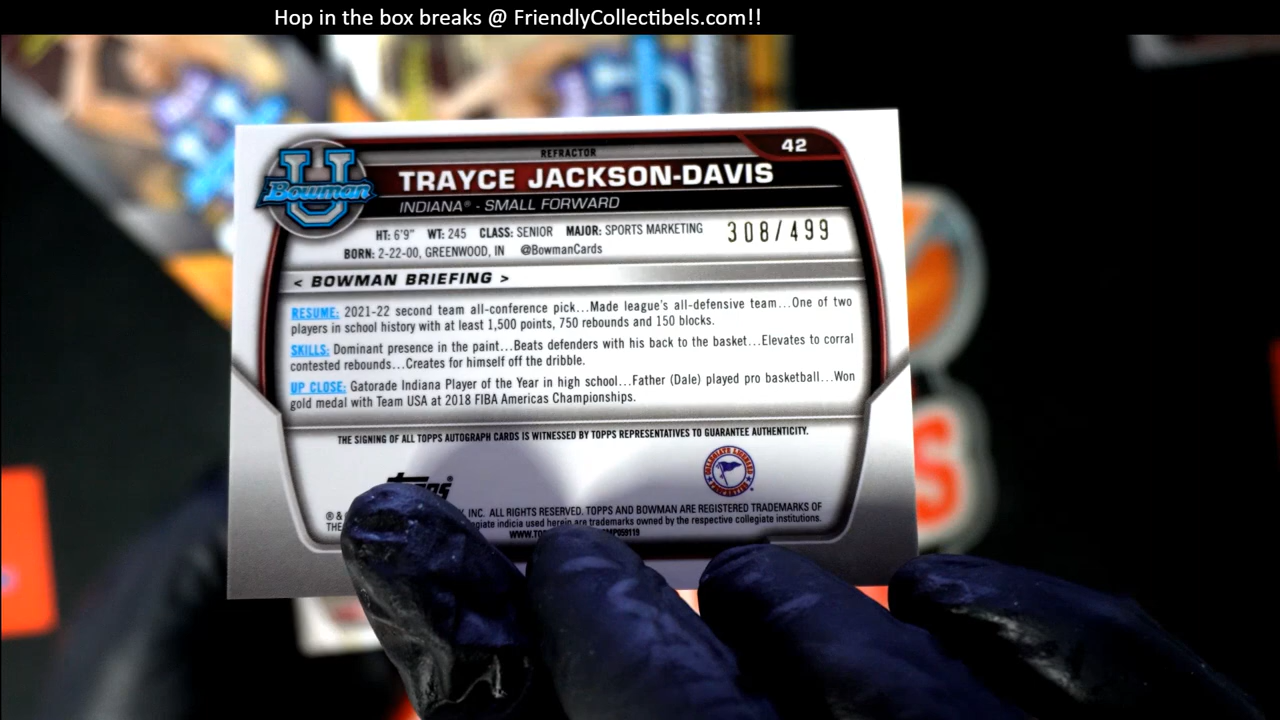 Hop in the box breaks @ FriendlyCollectibels.com!!
REFRACTOR
42
U
Bowman
TRAYCE JACKSON-DAVIS
INDIANA® - SMALL FORWARD
HT: 6'9" WT: 245 CLASS: SENIOR MAJOR: SPORTS MARKETING
308/499
BORN: 2-22-00, GREENWOOD, IN @BowmanCards
< BOWMAN BRIEFING >
RESUME: 2021-22 second team all-conference pick...Made league's all-defensive team...One of two
players in school history with at least 1,500 points, 750 rebounds and 150 blocks.
SKILLS: Dominant presence in the paint...Beats defenders with his back to the basket...Elevates to corral
contested rebounds...Creates for himself off the dribble.
UP CLOSE: Gatorade Indiana Player of the Year in high school...Father (Dale) played pro basketball...Won
gold medal with Team USA at 2018 FIBA Americas Championships.
THE SIGNING OF ALL TOPPS AUTOGRAPH CARDS IS WITNESSED BY TOPPS REPRESENTATIVES TO GUARANTEE AUTHENTICITY.
COLLEGIATE LICENSED
PROPERTIES
INC. ALL RIGHTS RESERVED. TOPPS AND BOWMAN ARE REGISTERED TRADEMARKS OF
THE indicia used herein are trademarks owned by the respective collegiate institutions.